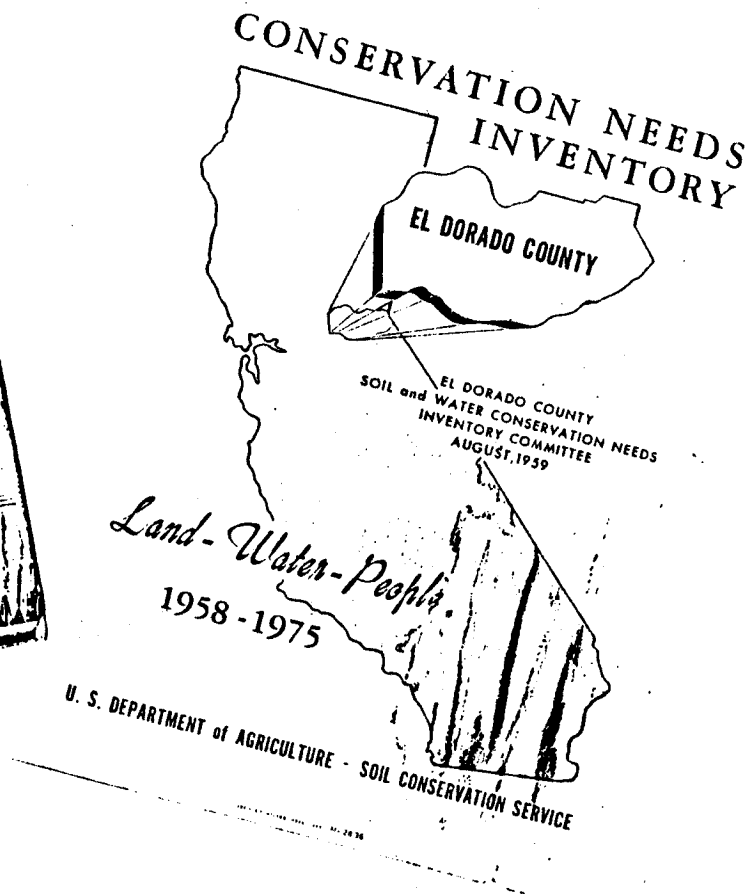 CONSERVATION NEEDS
INVENTORY
EL DORADO COUNTY
EL DORADO COUNTY
SOIL and WATER CONSERVATION NEEDS
INVENTORY COMMITTEE
AUGUST, 1959
Land-Water-People
1958-1975
U. S. DEPARTMENT of AGRICULTURE - SOIL CONSERVATION SERVICE